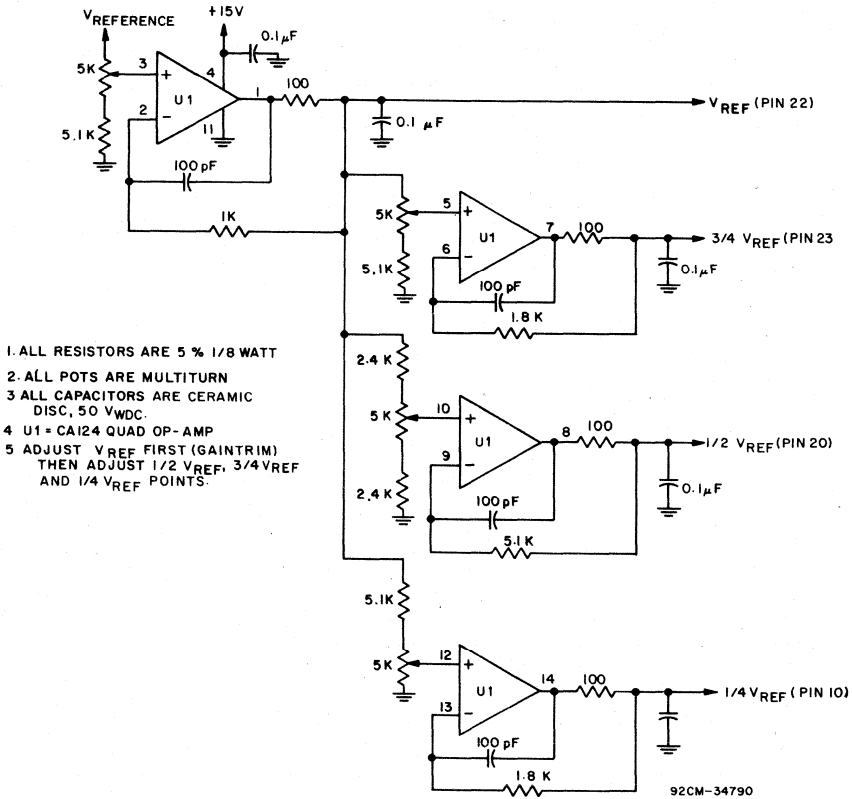 VREFERENCE
+15V
0.1µF
5K
3
+
4
1
100
U1
2
–
11
5.1K
VREF (PIN 22)
0.1 µF
100 pF
1K
5K
5
+
7
100
U1
6
–
3/4 VREF (PIN 23
5.1K
0.1µF
100 pF
1.8 K
1. ALL RESISTORS ARE 5 % 1/8 WATT
2. ALL POTS ARE MULTITURN
3 ALL CAPACITORS ARE CERAMIC
DISC, 50 VWDC.
4 U1 = CA124 QUAD OP-AMP
5 ADJUST VREF FIRST (GAINTRIM)
THEN ADJUST 1/2 VREF, 3/4 VREF
AND 1/4 VREF POINTS.
2.4 K
5K
10
+
8
100
U1
9
–
1/2 VREF (PIN 20)
2.4 K
0.1µF
100 pF
5.1 K
5.1K
5K
12
+
14
100
U1
13
–
1/4 VREF ( PIN 10)
100 pF
1.8 K
92CM-34790